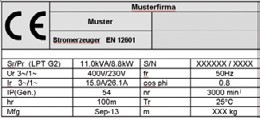 CE
Musterfirma
Muster
Stromerzeuger EN 12601
Sr/Pr (LPT G2) 11.0kVA/8.8kW S/N XXXXXX / XXXX
Ur 3~/1~ 400V/230V fr 50Hz
Ir 3~/1~ 15.9A/26.1A cos phi 0.8
IP(Gen.) 54 nr 3000 min
hr 100m Tr 25°C
Mfg Sep-13 m XXX kg